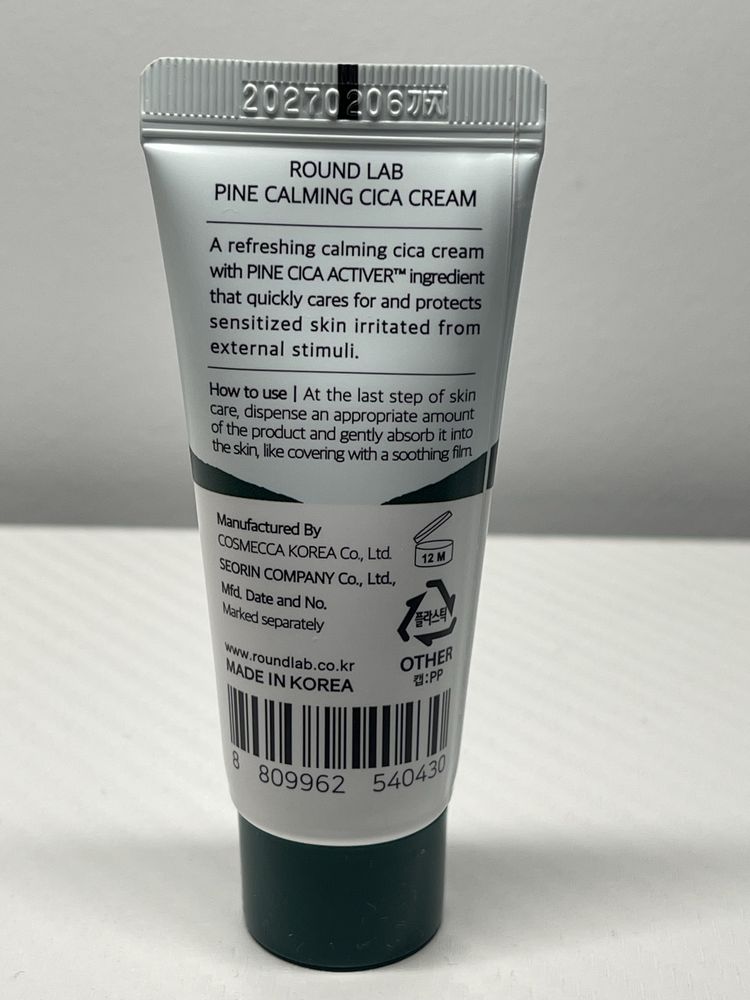 20270206까지
ROUND LAB
PINE CALMING CICA CREAM
A refreshing calming cica cream
with PINE CICA ACTIVER™ ingredient
that quickly cares for and protects
sensitized skin irritated from
external stimuli.
How to use | At the last step of skin
care, dispense an appropriate amount
of the product and gently absorb it into
the skin, like covering with a soothing film.
Manufactured By
COSMECCA KOREA Co., Ltd.
SEORIN COMPANY Co., Ltd.,
Mfd. Date and No.
Marked separately
12 M
플라스틱
OTHER
캡:PP
www.roundlab.co.kr
MADE IN KOREA
8 809962 540430